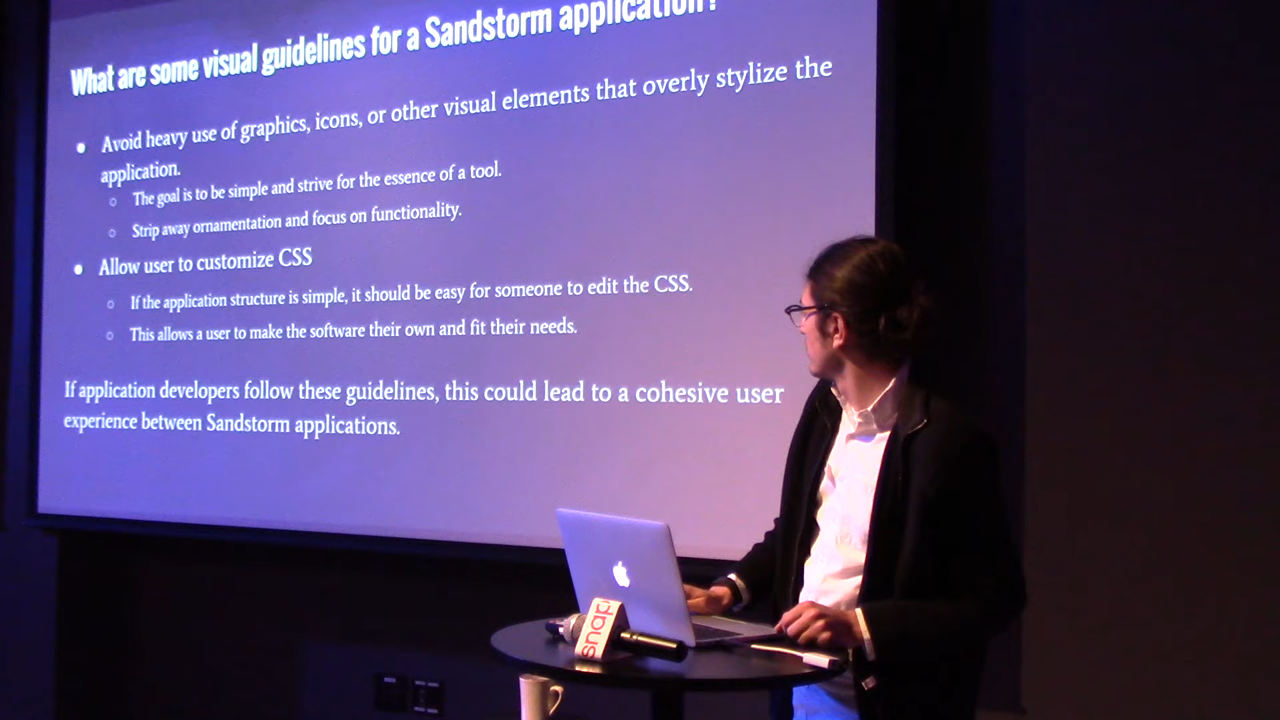 What are some visual guidelines for a Sandstorm application?
● Avoid heavy use of graphics, icons, or other visual elements that overly stylize the
application.
○ The goal is to be simple and strive for the essence of a tool.
○ Strip away ornamentation and focus on functionality.
● Allow user to customize CSS
○ If the application structure is simple, it should be easy for someone to edit the CSS.
○ This allows a user to make the software their own and fit their needs.
If application developers follow these guidelines, this could lead to a cohesive user
experience between Sandstorm applications.
snap